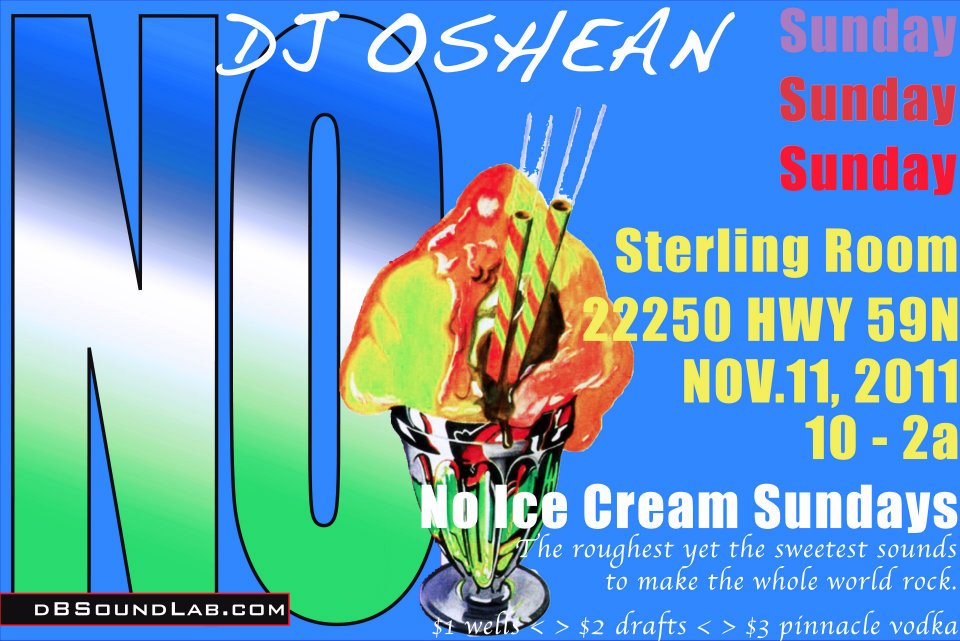 NO
DJ OSHEAN
Sunday
Sunday
Sunday
Sterling Room
22250 HWY 59N
NOV.11, 2011
10 - 2a
No Ice Cream Sundays
The roughest yet the sweetest sounds
to make the whole world rock.
$1 wells < > $2 drafts < > $3 pinnacle vodka
dBSoundLab.com